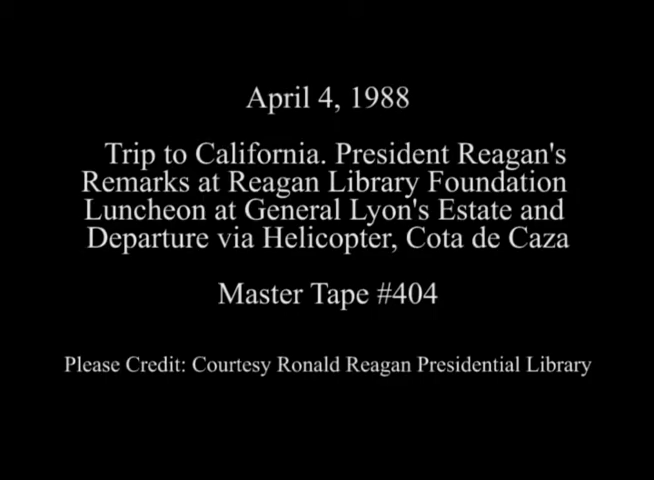 April 4, 1988
Trip to California. President Reagan's
Remarks at Reagan Library Foundation
Luncheon at General Lyon's Estate and
Departure via Helicopter, Cota de Caza
Master Tape #404
Please Credit: Courtesy Ronald Reagan Presidential Library